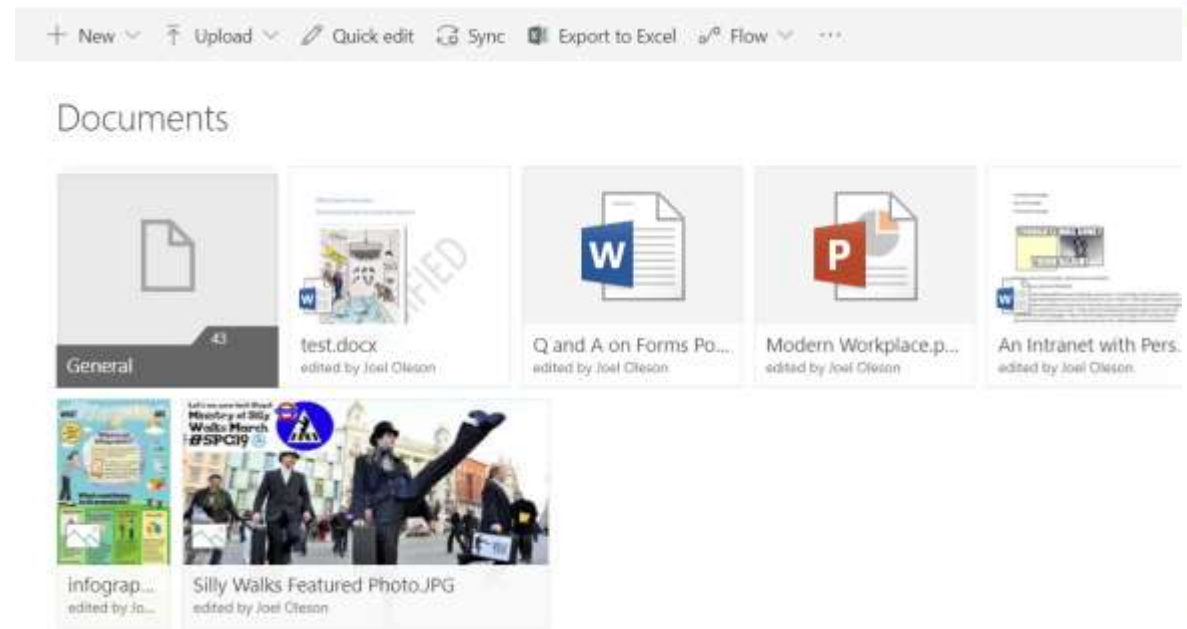 New
Upload
Quick edit
Sync
Export to Excel
Flow
Documents
43
General
W
test.docx
edited by Joel Oleson
W
Q and A on Forms Po...
edited by Joel Oleson
P
Modern Workplace.p...
edited by Joel Oleson
W
An Intranet with Pers.
edited by Joel Oleson
infograp...
edited by Jo...
Ministry of Silly
Walks March
#SPC19
Silly Walks Featured Photo.JPG
edited by Joel Oleson